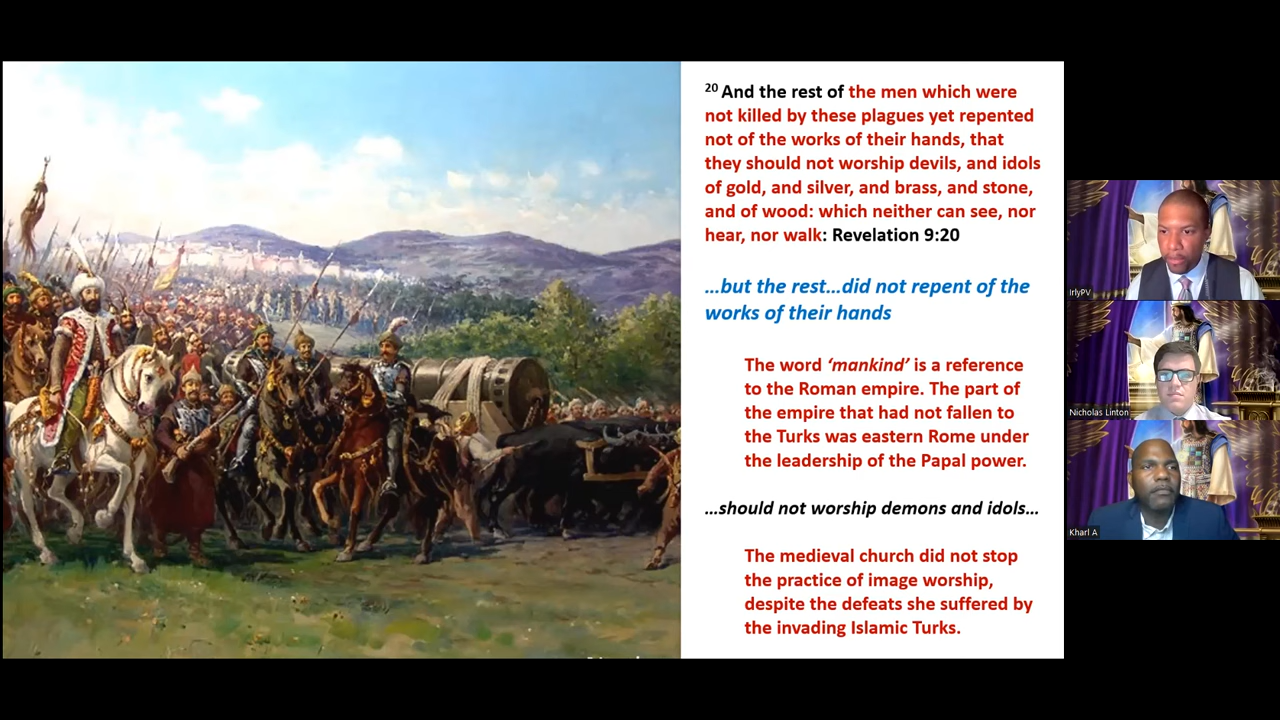 20 And the rest of the men which were
not killed by these plagues yet repented
not of the works of their hands, that
they should not worship devils, and idols
of gold, and silver, and brass, and stone,
and of wood: which neither can see, nor
hear, nor walk: Revelation 9:20
...but the rest...did not repent of the
works of their hands
The word ‘mankind’ is a reference
to the Roman empire. The part of
the empire that had not fallen to
the Turks was eastern Rome under
the leadership of the Papal power.
...should not worship demons and idols...
The medieval church did not stop
the practice of image worship,
despite the defeats she suffered by
the invading Islamic Turks.
IrlyPV
Nicholas Linton
Kharl A